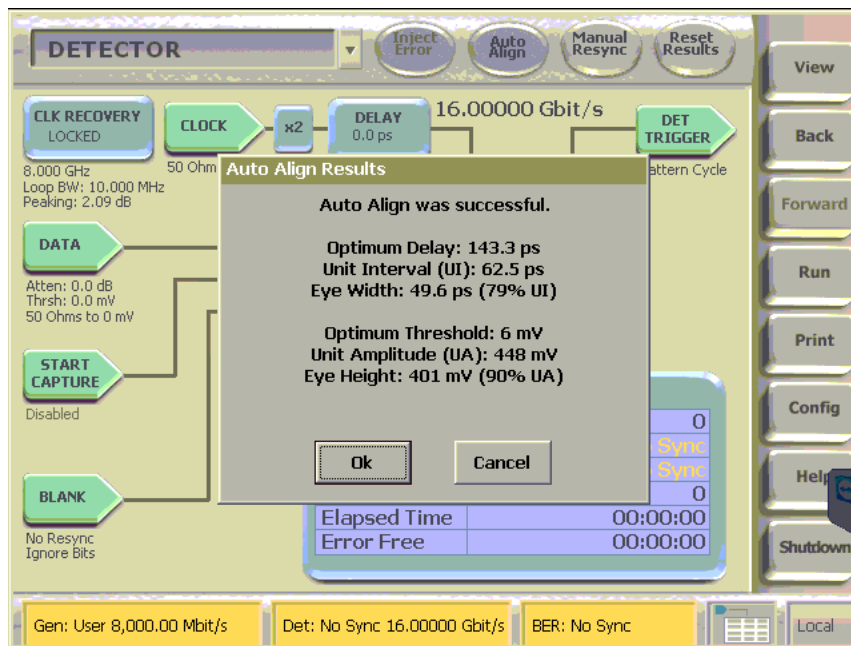 DETECTOR
Inject Error
Auto Align
Manual Resync
Reset Results
View
Back
Forward
Run
Print
Config
Help
Shutdown
CLK RECOVERY
LOCKED
8.000 GHz
Loop BW: 10.000 MHz
Peaking: 2.09 dB
CLOCK
50 Ohm
x2
DELAY
0.0 ps
16.00000 Gbit/s
DET
TRIGGER
attern Cycle
DATA
Atten: 0.0 dB
Thrsh: 0.0 mV
50 Ohms to 0 mV
START
CAPTURE
Disabled
BLANK
No Resync
Ignore Bits
Auto Align Results
Auto Align was successful.
Optimum Delay: 143.3 ps
Unit Interval (UI): 62.5 ps
Eye Width: 49.6 ps (79% UI)
Optimum Threshold: 6 mV
Unit Amplitude (UA): 448 mV
Eye Height: 401 mV (90% UA)
Ok
Cancel
0
Sync
Sync
0
Elapsed Time 00:00:00
Error Free 00:00:00
Gen: User 8,000.00 Mbit/s
Det: No Sync 16.00000 Gbit/s
BER: No Sync
Local